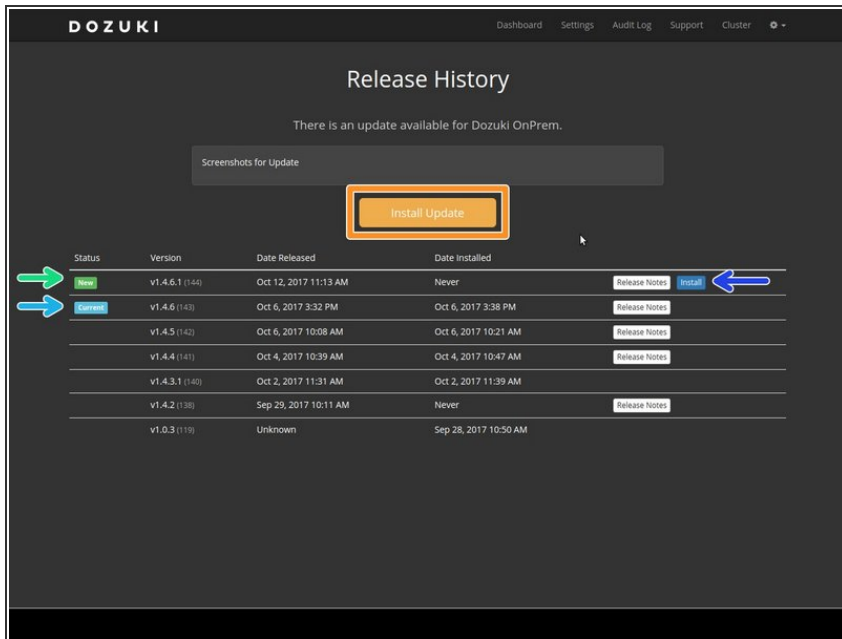 DOZUKI Dashboard Settings Audit Log Support Cluster
Release History
There is an update available for Dozuki OnPrem.
Screenshots for Update
Install Update
Status Version Date Released Date Installed
New v1.4.6.1 (144) Oct 12, 2017 11:13 AM Never Release Notes Install
Current v1.4.6 (143) Oct 6, 2017 3:32 PM Oct 6, 2017 3:38 PM Release Notes
v1.4.5 (142) Oct 6, 2017 10:08 AM Oct 6, 2017 10:21 AM Release Notes
v1.4.4 (141) Oct 4, 2017 10:39 AM Oct 4, 2017 10:47 AM Release Notes
v1.4.3.1 (140) Oct 2, 2017 11:31 AM Oct 2, 2017 11:39 AM
v1.4.2 (138) Sep 29, 2017 10:11 AM Never Release Notes
v1.0.3 (119) Unknown Sep 28, 2017 10:50 AM